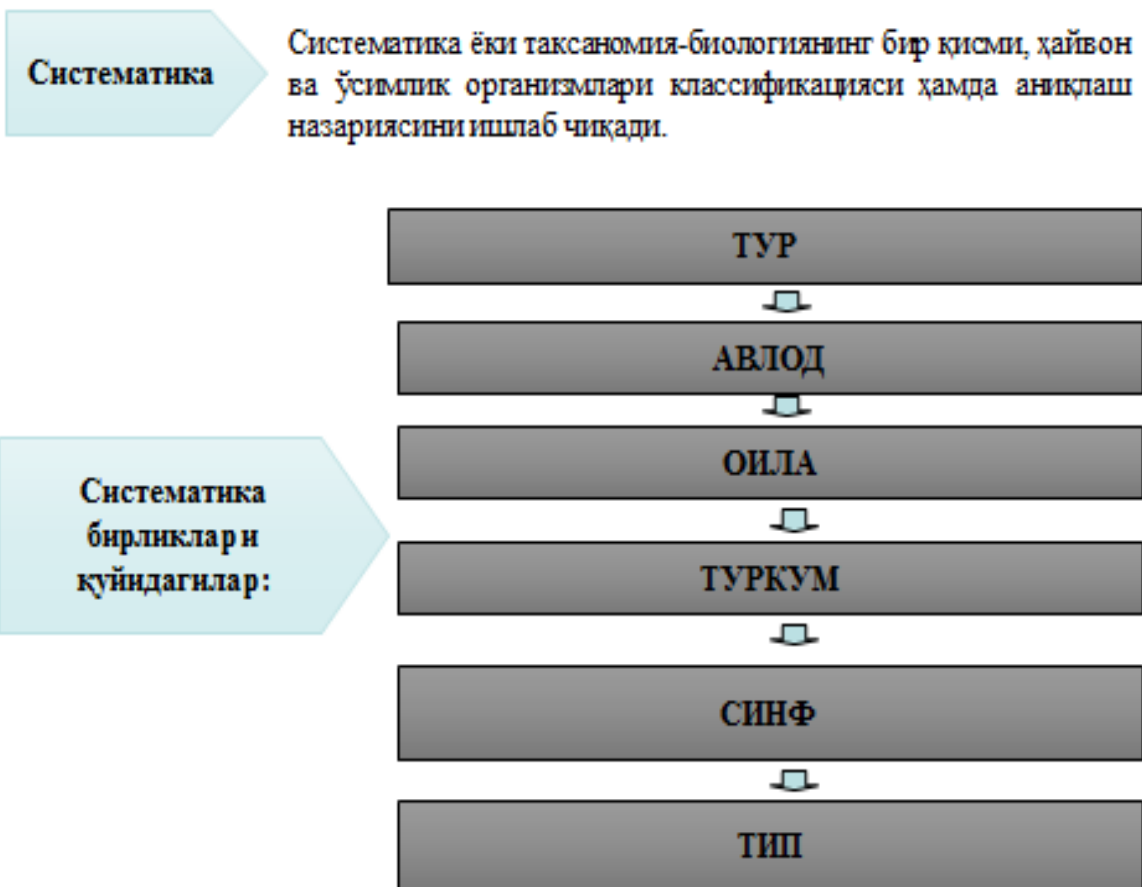 Систематика
Систематика ёки таксаномия-биологиянинг бир қисми, ҳайвон
ва ўсимлик организмлари классификацияси ҳамда аниқлаш
назариясини ишлаб чиқади.
ТУР
АВЛОД
ОИЛА
Систематика
бирликлари
қуйидагилар:
ТУРКУМ
СИНФ
ТИП